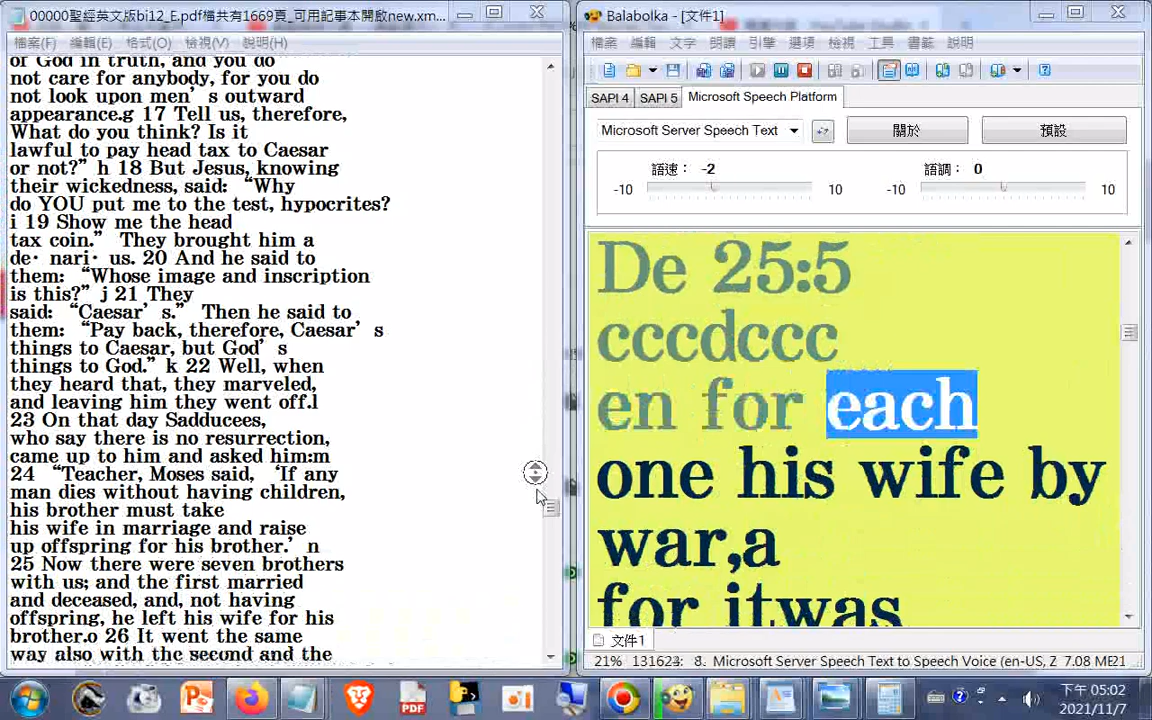 00000聖經英文版bi12_E.pdf檔共有1669頁_可用記事本開啟new.xm...
檔案(F) 編輯(E) 格式(O) 檢視(V) 說明(H)
of God in truth, and you do
not care for anybody, for you do
not look upon men’s outward
appearance.g 17 Tell us, therefore,
What do you think? Is it
lawful to pay head tax to Caesar
or not?” h 18 But Jesus, knowing
their wickedness, said: “Why
do YOU put me to the test, hypocrites?
i 19 Show me the head
tax coin.” They brought him a
de·nari·us. 20 And he said to
them: “Whose image and inscription
is this?” j 21 They
said: “Caesar’s.” Then he said to
them: “Pay back, therefore, Caesar’s
things to Caesar, but God’s
things to God.” k 22 Well, when
they heard that, they marveled,
and leaving him they went off.l
23 On that day Sadducees,
who say there is no resurrection,
came up to him and asked him:m
24 “Teacher, Moses said, ‘If any
man dies without having children,
his brother must take
his wife in marriage and raise
up offspring for his brother.’ n
25 Now there were seven brothers
with us; and the first married
and deceased, and, not having
offspring, he left his wife for his
brother.o 26 It went the same
way also with the second and the
Balabolka - [文件1]
檔案 編輯 文字 朗讀 引擎 選項 檢視 工具 書籤 說明
SAPI 4 SAPI 5 Microsoft Speech Platform
Microsoft Server Speech Text 關於 預設
語速： -2 語調： 0
-10 10 -10 10
De 25:5
cccdccc
en for each
one his wife by
war,a
for itwas
文件1
21% 8. Microsoft Server Speech Text to Speech Voice (en-US, Z 7.08 ME21
PDF
下午 05:02
2021/11/7